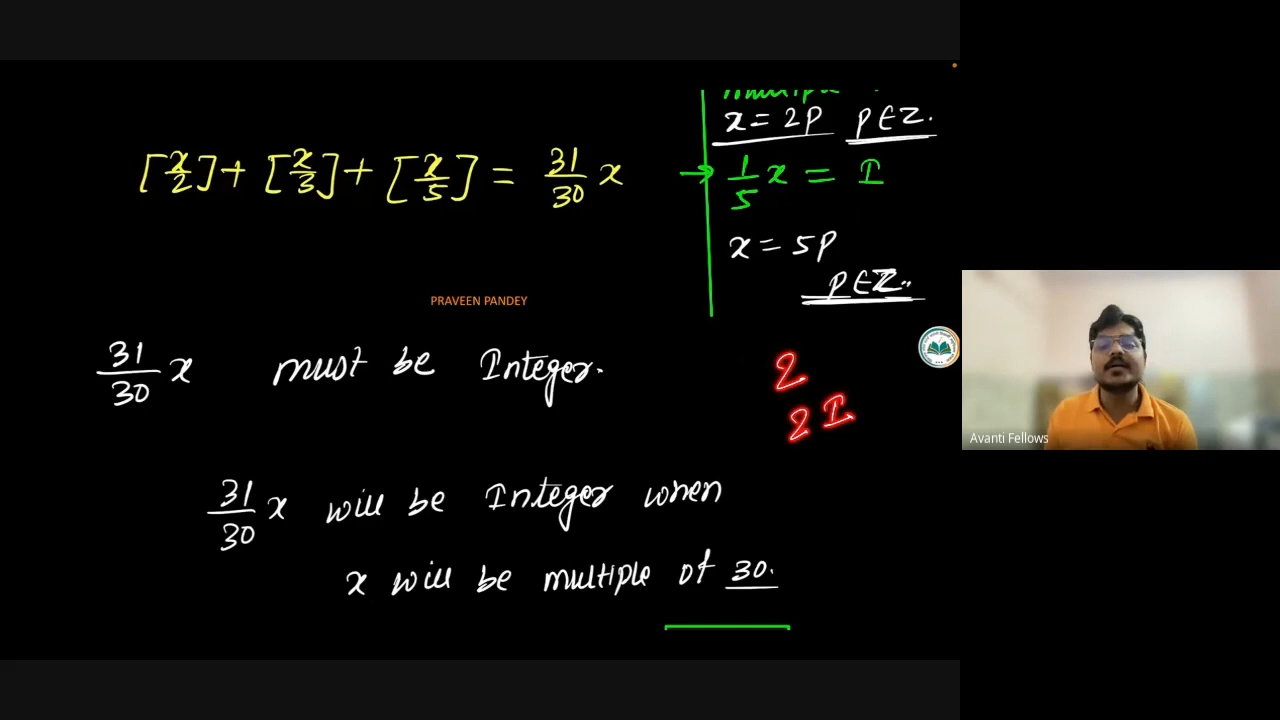 x = 2P P ∈ Z.
[x/2] + [x/3] + [x/5] = 31/30 x → 1/5 x = I
x = 5P
P ∈ Z.
PRAVEEN PANDEY
31/30 x must be Integer.
2
2 I
Avanti Fellows
31/30 x will be Integer when
x will be multiple of 30.